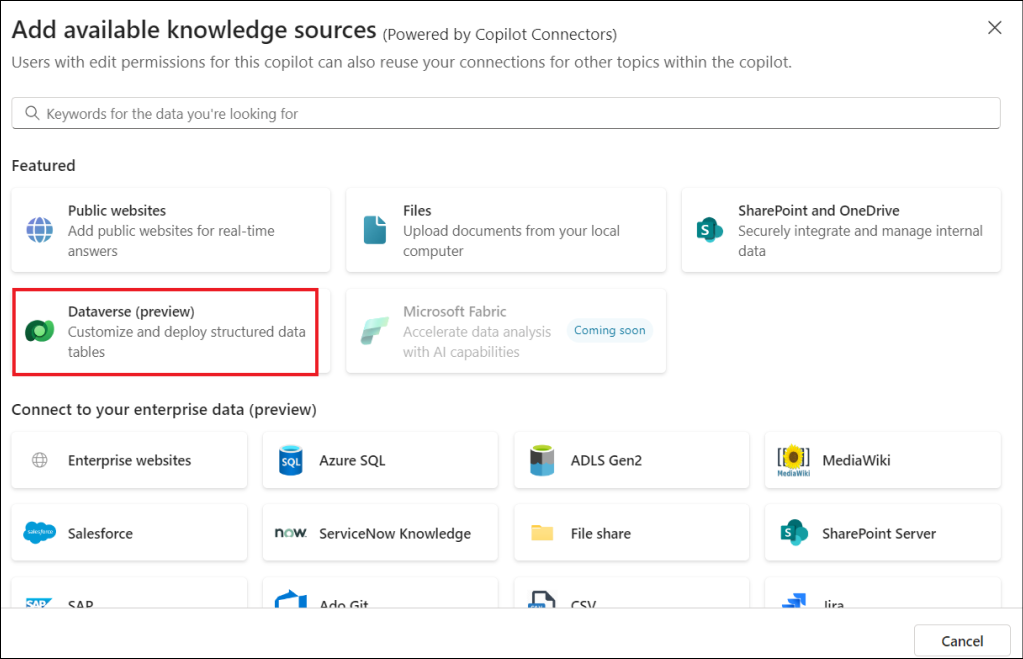 Add available knowledge sources (Powered by Copilot Connectors)
Users with edit permissions for this copilot can also reuse your connections for other topics within the copilot.
Keywords for the data you're looking for
Featured
Public websites
Add public websites for real-time
answers
Files
Upload documents from your local
computer
S
SharePoint and OneDrive
Securely integrate and manage internal
data
Dataverse (preview)
Customize and deploy structured data
tables
Microsoft Fabric
Accelerate data analysis
with AI capabilities
Coming soon
Connect to your enterprise data (preview)
Enterprise websites
SQL
Azure SQL
ADLS Gen2
MediaWiki
MediaWiki
salesforce
Salesforce
now.
ServiceNow Knowledge
File share
S
SharePoint Server
SAP
SAP
Ado Git
CSV
Jira
Cancel